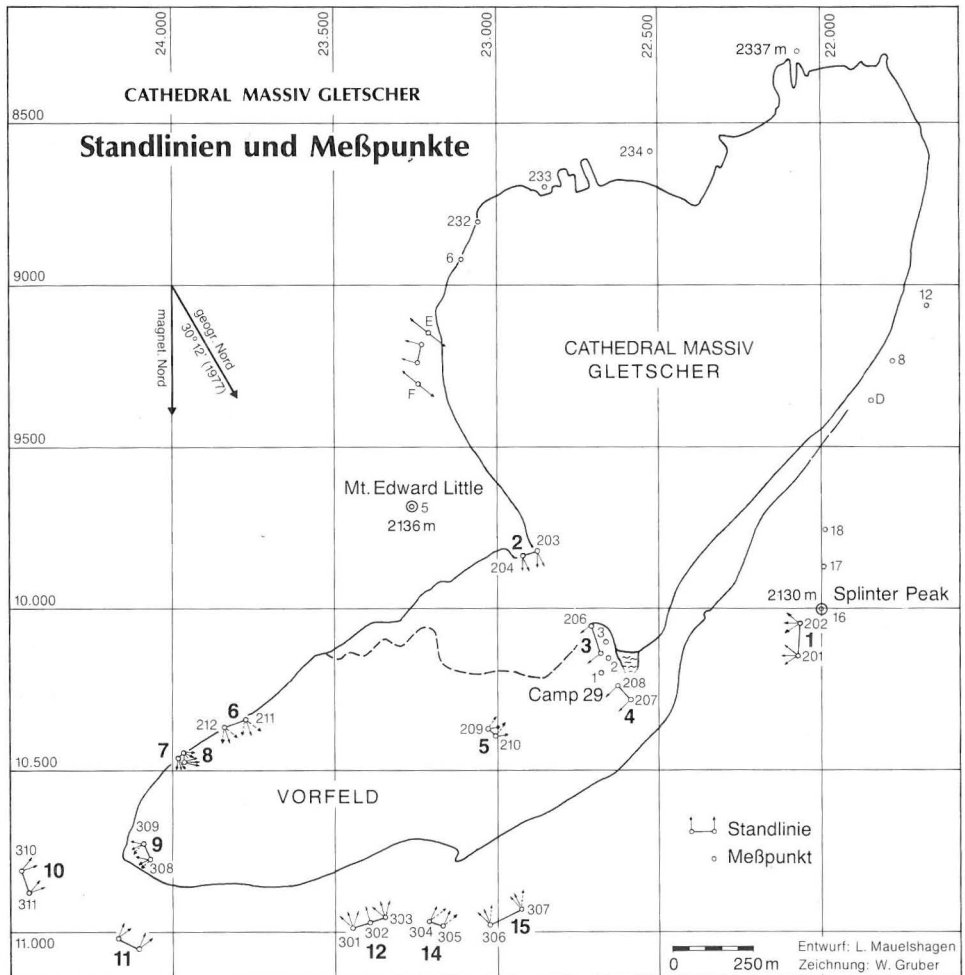 24.000
23.500
23.000
22.500
22.000
2337 m
CATHEDRAL MASSIV GLETSCHER
8500
Standlinien und Meßpunkte
234
233
232
6
9000
12
magnet. Nord
geogr. Nord
30° 12' (1977)
E
CATHEDRAL MASSIV
GLETSCHER
8
F
D
9500
Mt. Edward Little
5
2136 m
18
2
203
204
17
10.000
2130 m
Splinter Peak
16
206
3
202
3
1
2
201
1
208
Camp 29
207
4
6
212
211
209
5
210
7
8
10.500
VORFELD
309
9
308
310
10
311
Standlinie
Meßpunkt
307
15
303
304
302
301
305
306
11.000
12
14
11
0
250 m
Entwurf: L. Mauelshagen
Zeichnung: W. Gruber